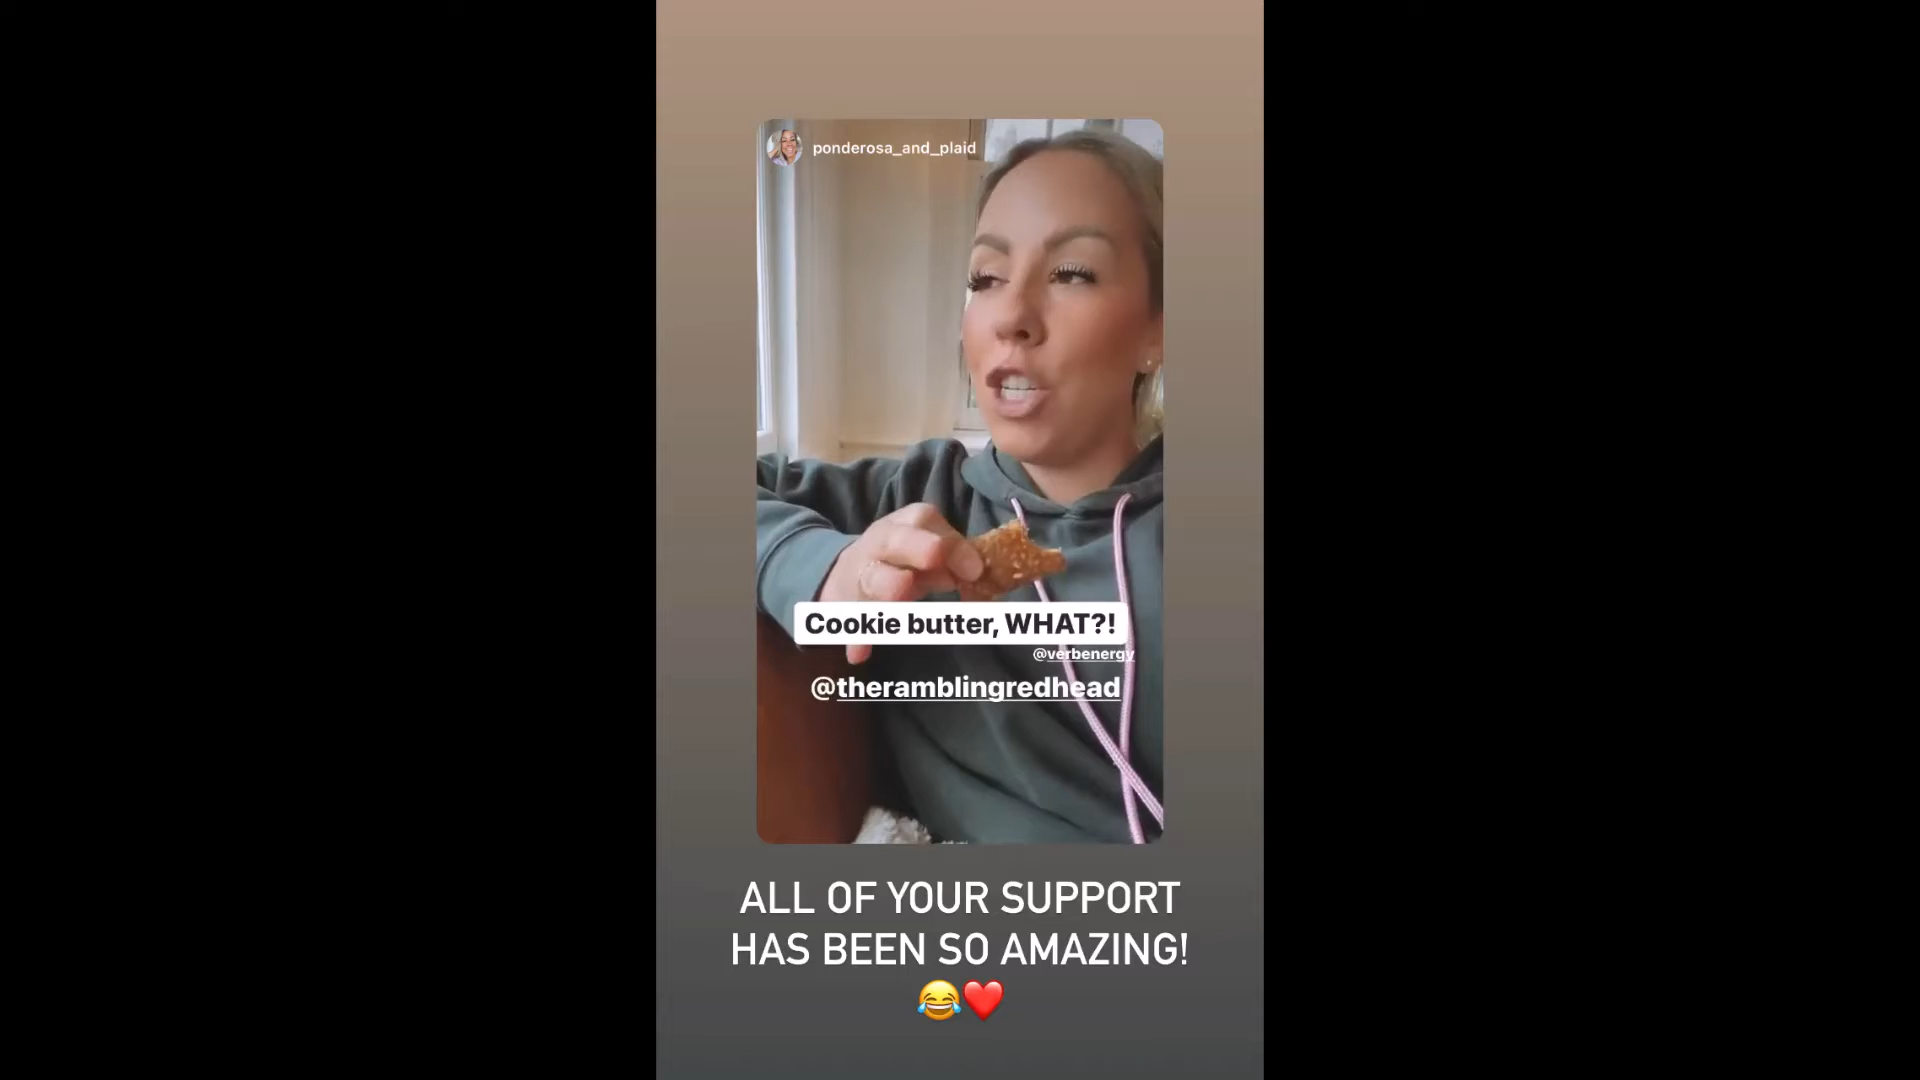 ponderosa_and_plaid
Cookie butter, WHAT?!
@verbenergy
@theramblingredhead
ALL OF YOUR SUPPORT
HAS BEEN SO AMAZING!
😂❤️